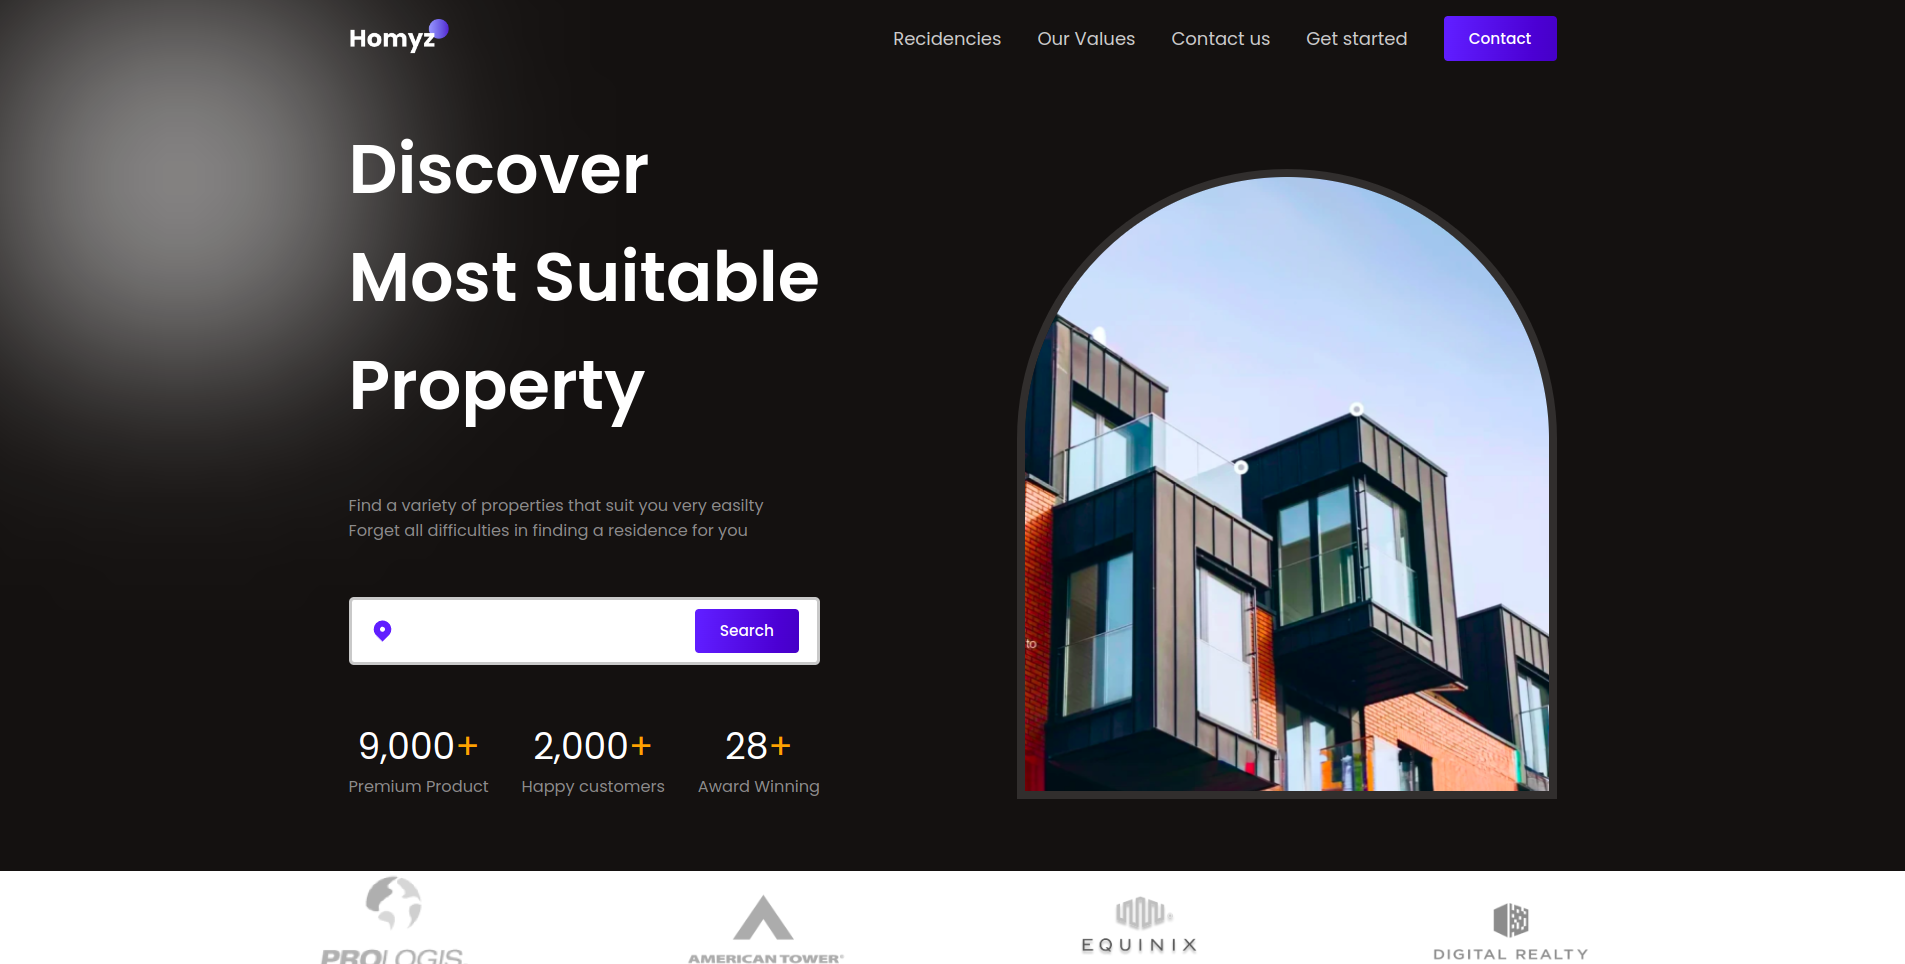 Homyz
Recidencies
Our Values
Contact us
Get started
Contact
Discover
Most Suitable
Property
Find a variety of properties that suit you very easilty
Forget all difficulties in finding a residence for you
Search
9,000+
2,000+
28+
Premium Product
Happy customers
Award Winning
to
PROLOGIS.
AMERICAN TOWER®
EQUINIX
DIGITAL REALTY